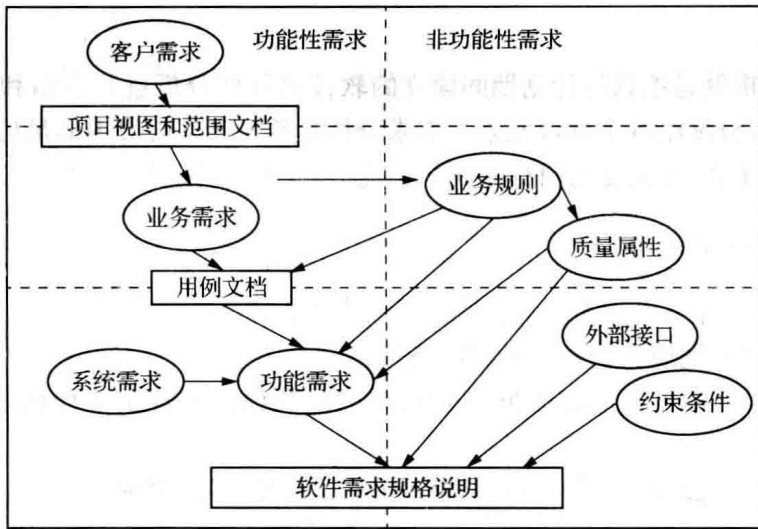 客户需求
功能性需求
非功能性需求
项目视图和范围文档
业务规则
业务需求
质量属性
用例文档
外部接口
系统需求
功能需求
约束条件
软件需求规格说明